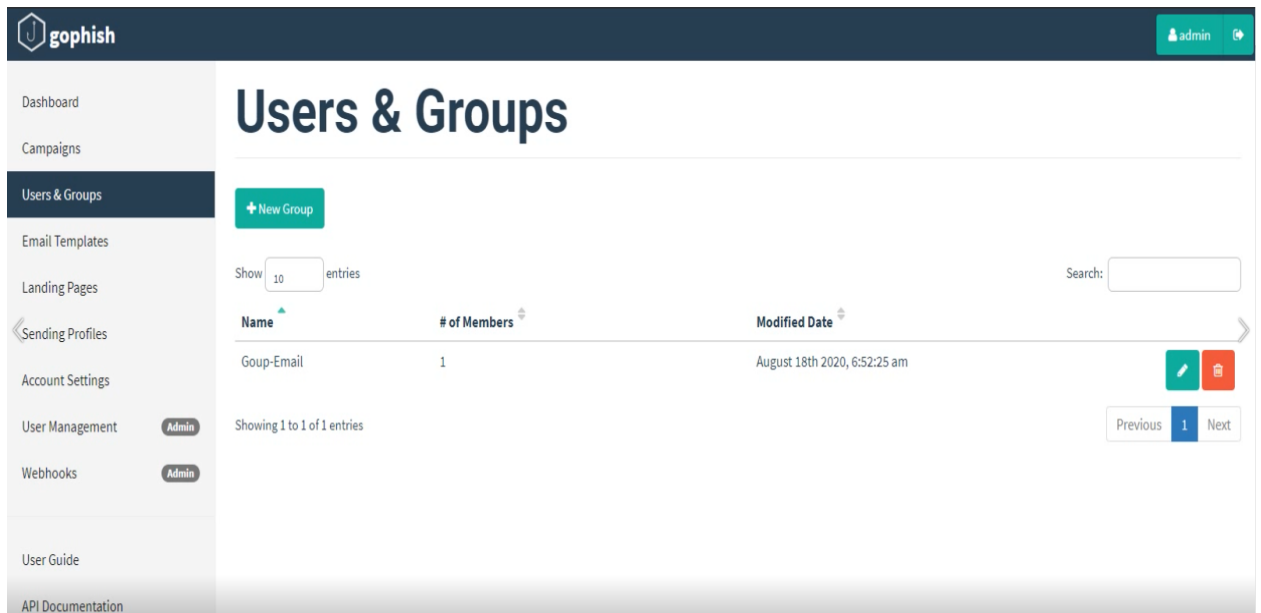 gophish
admin
Dashboard
Campaigns
Users & Groups
Email Templates
Landing Pages
Sending Profiles
Account Settings
User Management Admin
Webhooks Admin
User Guide
API Documentation
Users & Groups
New Group
Show 10 entries
Search:
Name # of Members Modified Date
Goup-Email 1 August 18th 2020, 6:52:25 am
Showing 1 to 1 of 1 entries
Previous 1 Next